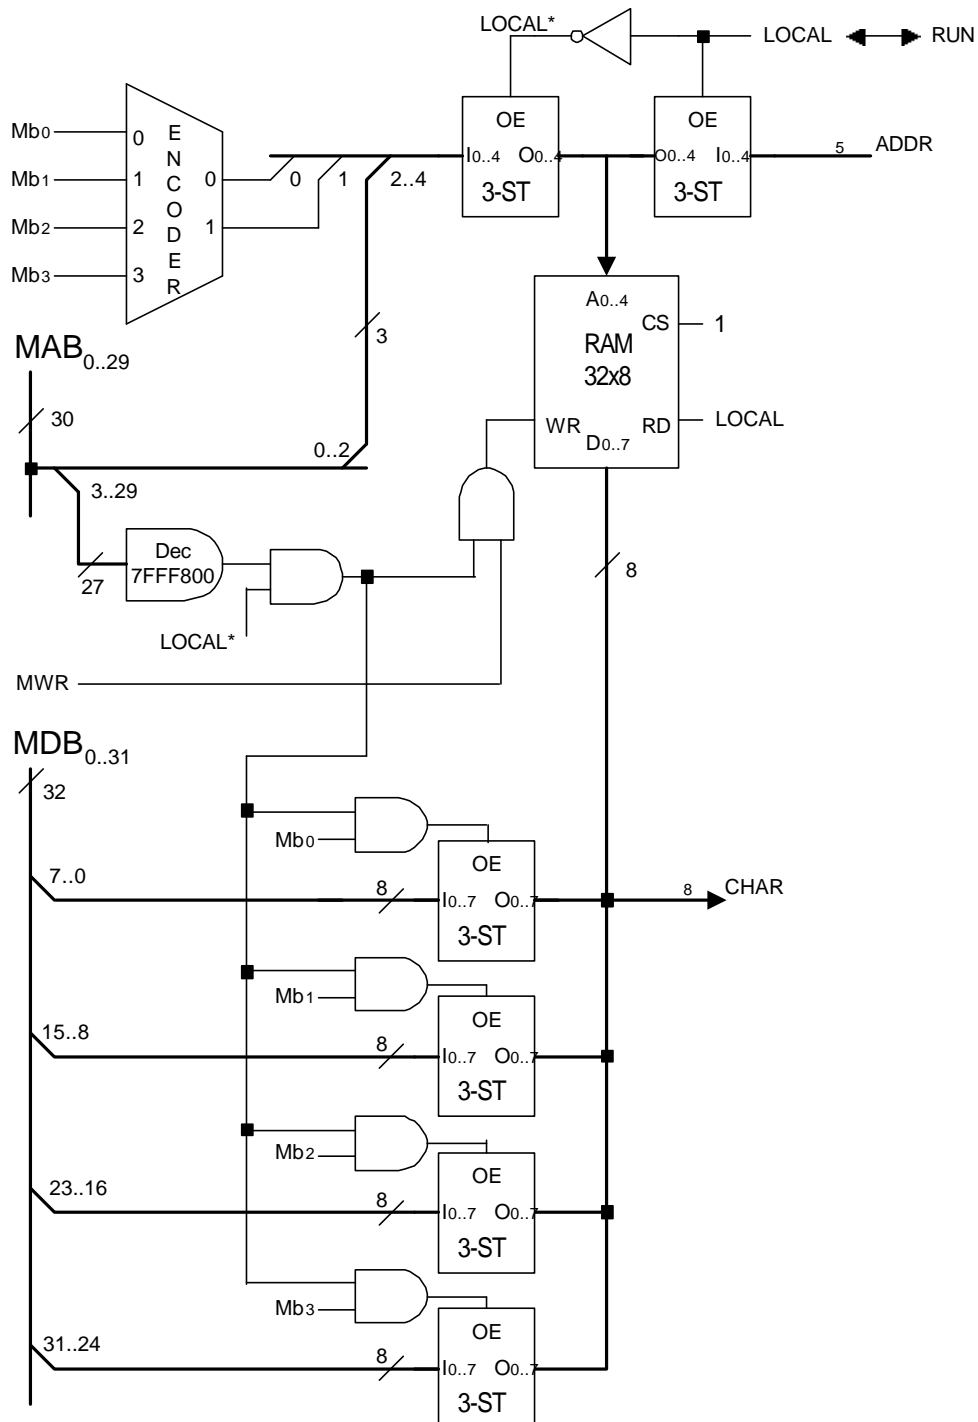 LOCAL*
LOCAL RUN
OE OE
Mb0 0 E
N
Mb1 1 C 0 0 1 2..4 I0..4 O0..4 O0..4 I0..4 5 ADDR
O 3-ST 3-ST
Mb2 2 D 1
E
Mb3 3 R
A0..4
CS 1
3 RAM
MAB0..29 32x8
30 WR RD LOCAL
0..2 D0..7
3..29
Dec
7FFF800
27 8
LOCAL*
MWR
MDB0..31
32
Mb0
OE
7..0 8 I0..7 O0..7 8 CHAR
3-ST
Mb1
OE
15..8 8 I0..7 O0..7
3-ST
Mb2
OE
23..16 8 I0..7 O0..7
3-ST
Mb3
OE
31..24 8 I0..7 O0..7
3-ST